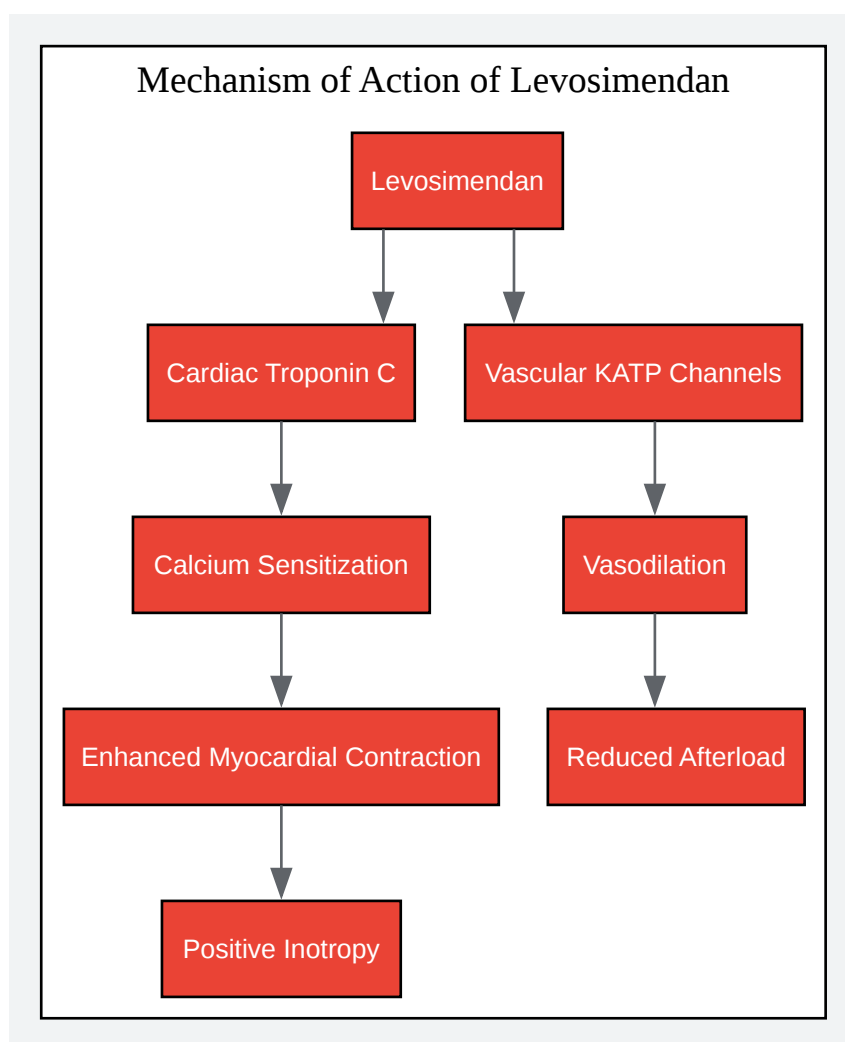 Mechanism of Action of Levosimendan
Levosimendan
Cardiac Troponin C
Vascular KATP Channels
Calcium Sensitization
Vasodilation
Enhanced Myocardial Contraction
Reduced Afterload
Positive Inotropy